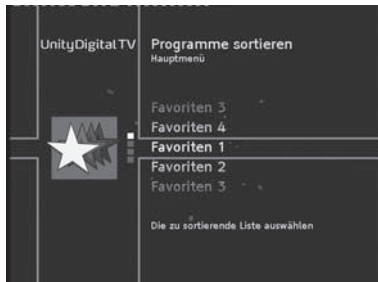 UnityDigitalTV
Programme sortieren
Hauptmenü
Favoriten 3
Favoriten 4
Favoriten 1
Favoriten 2
Favoriten 3
Die zu sortierende Liste auswählen